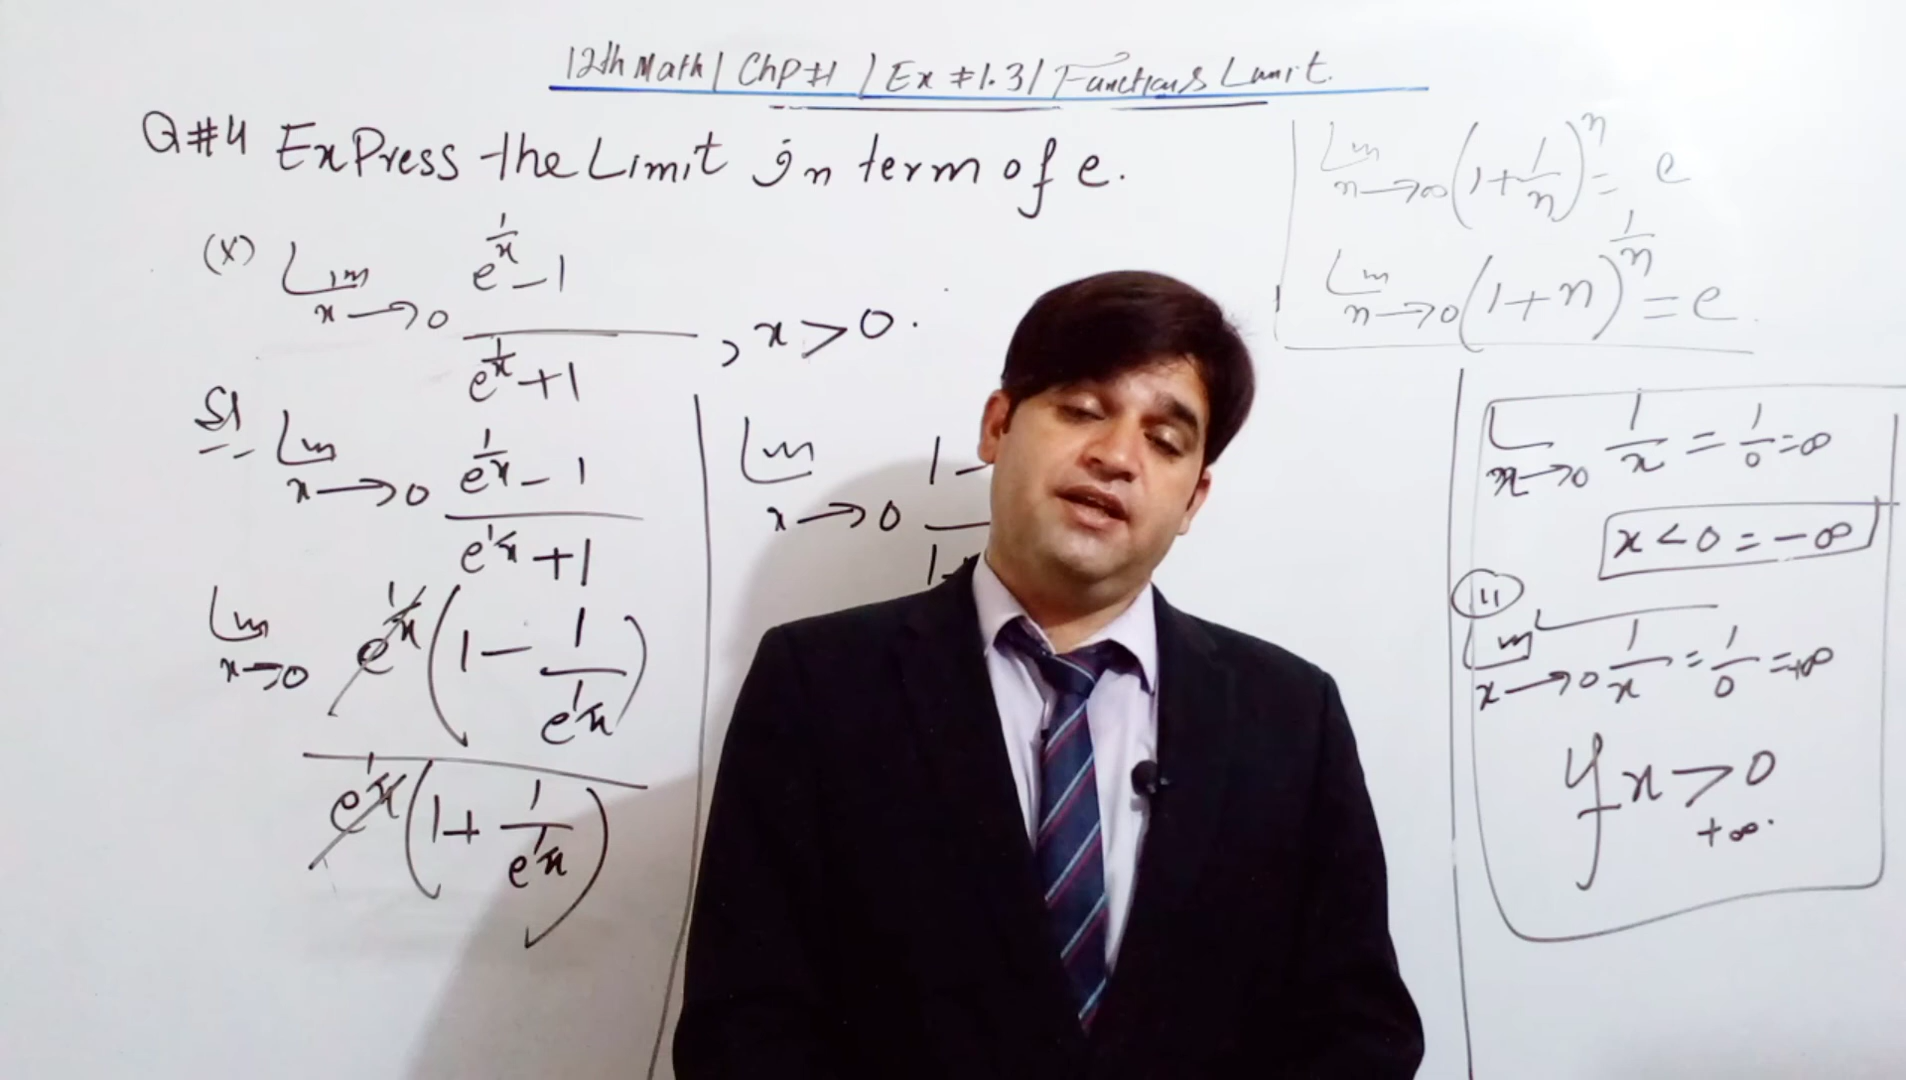 12th Math / Chp#1 / Ex #1.3 / Functions Limit.
Q#4 ExPress the Limit in term of e.
(x) Lim x→0 e^(1/x) - 1 / e^(1/x) + 1 , x > 0.
Sl Lim x→0 e^(1/x) - 1 / e^(1/x) + 1
Lim x→0 e^(1/x) (1 - 1/e^(1/x)) / e^(1/x) (1 + 1/e^(1/x))
Lim x→0 1 -
Lim n→∞ (1 + 1/n)^n = e
Lim n→0 (1 + n)^(1/n) = e.
L x→0 1/x = 1/0 = ∞
x < 0 = -∞
(ii)
Lim x→0 1/x = 1/0 = +∞
if x > 0
+∞.